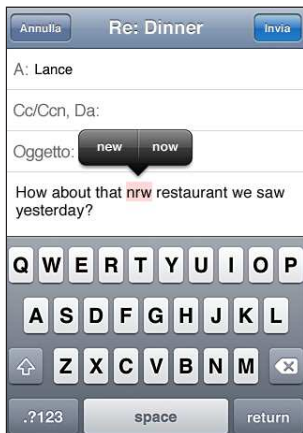 Annulla Re: Dinner Invia
A: Lance
Cc/Ccn, Da:
Oggetto:
new now
How about that nrw restaurant we saw
yesterday?
Q W E R T Y U I O P
A S D F G H J K L
Z X C V B N M
.?123 space return